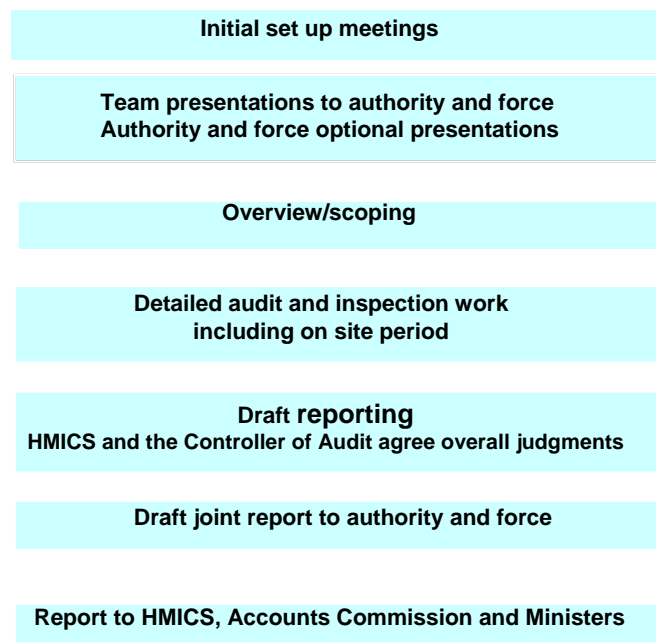 Initial set up meetings
Team presentations to authority and force
Authority and force optional presentations
Overview/scoping
Detailed audit and inspection work
including on site period
Draft reporting
HMICS and the Controller of Audit agree overall judgments
Draft joint report to authority and force
Report to HMICS, Accounts Commission and Ministers